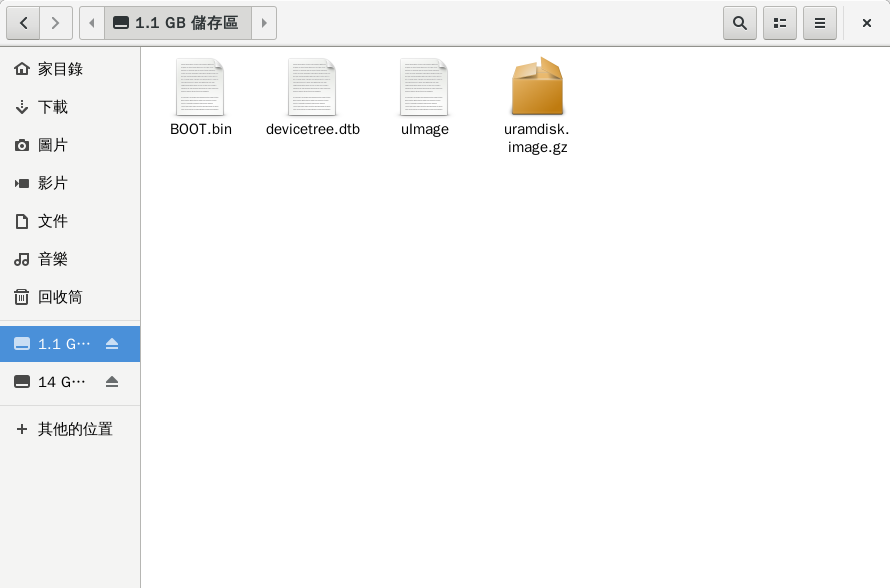 1.1 GB 儲存區
家目錄
下載
圖片
影片
文件
音樂
回收筒
1.1 G…
14 G…
其他的位置
BOOT.bin
devicetree.dtb
uImage
uramdisk.
image.gz